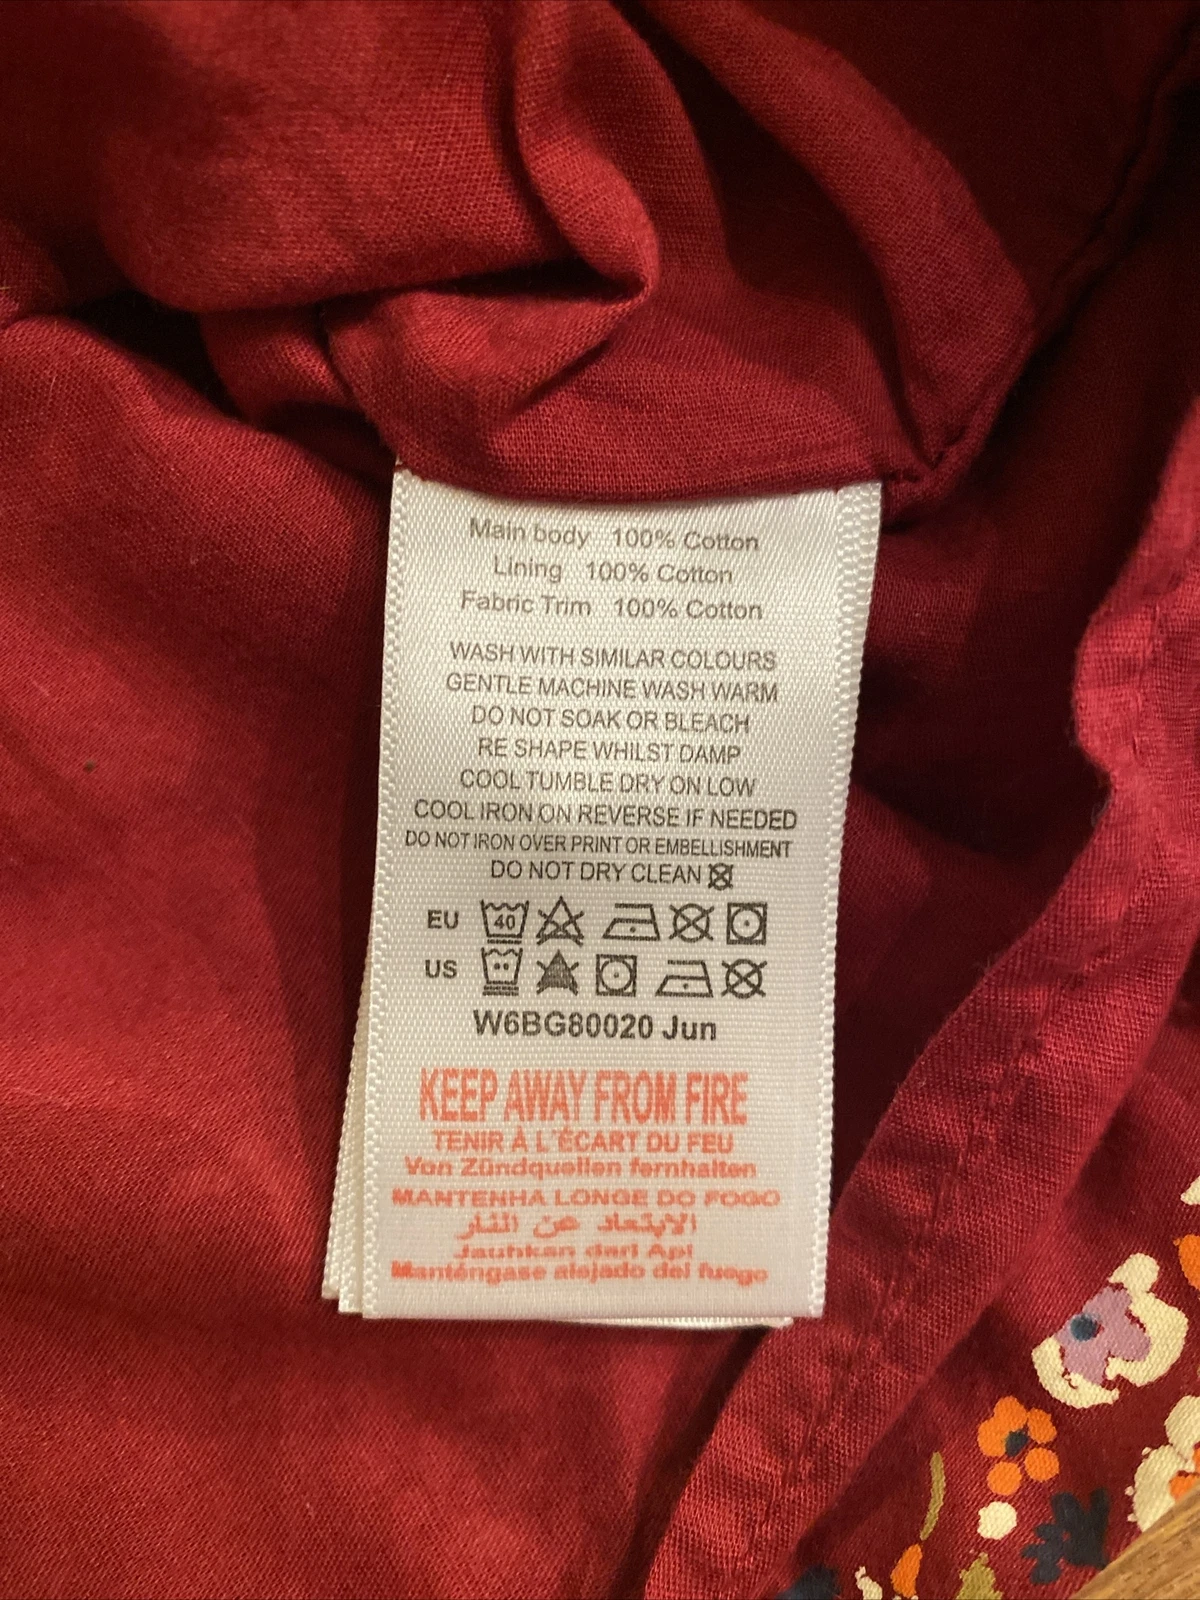 Main body 100% Cotton
Lining 100% Cotton
Fabric Trim 100% Cotton
WASH WITH SIMILAR COLOURS
GENTLE MACHINE WASH WARM
DO NOT SOAK OR BLEACH
RE SHAPE WHILST DAMP
COOL TUMBLE DRY ON LOW
COOL IRON ON REVERSE IF NEEDED
DO NOT IRON OVER PRINT OR EMBELLISHMENT
DO NOT DRY CLEAN
EU 40
US
W6BG80020 Jun
KEEP AWAY FROM FIRE
TENIR À L'ÉCART DU FEU
Von Zündquellen fernhalten
MANTENHA LONGE DO FOGO
الابتعاد عن النار
Jauhkan dari Api
Manténgase alejado del fuego